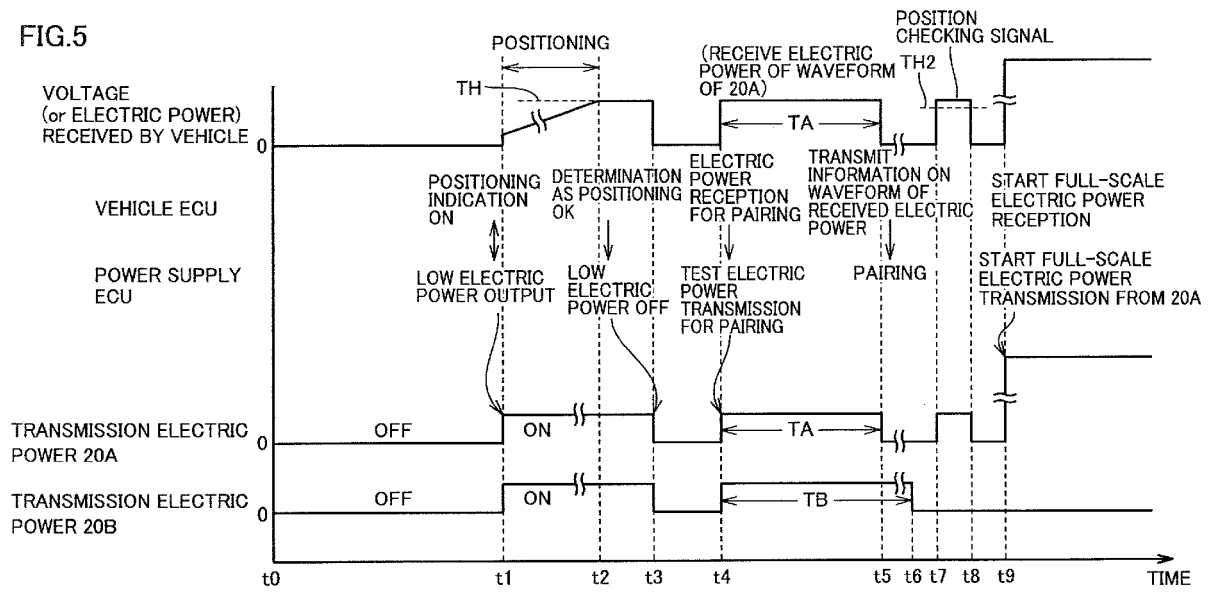 FIG.5
POSITIONING
TH
(RECEIVE ELECTRIC
POWER OF WAVEFORM
OF 20A)
POSITION
CHECKING SIGNAL
TH2
VOLTAGE
(or ELECTRIC POWER)
RECEIVED BY VEHICLE
0
TA
VEHICLE ECU
POSITIONING
INDICATION
ON
DETERMINATION
AS POSITIONING
OK
ELECTRIC
POWER
RECEPTION
FOR PAIRING
TRANSMIT
INFORMATION ON
WAVEFORM OF
RECEIVED ELECTRIC
POWER
START FULL-SCALE
ELECTRIC POWER
RECEPTION
POWER SUPPLY
ECU
LOW ELECTRIC
POWER OUTPUT
LOW
ELECTRIC
POWER OFF
TEST ELECTRIC
POWER
TRANSMISSION
FOR PAIRING
PAIRING
START FULL-SCALE
ELECTRIC POWER
TRANSMISSION FROM 20A
TRANSMISSION ELECTRIC
POWER 20A
0
OFF
ON
TA
TRANSMISSION ELECTRIC
POWER 20B
0
OFF
ON
TB
t0 t1 t2 t3 t4 t5 t6 t7 t8 t9 TIME